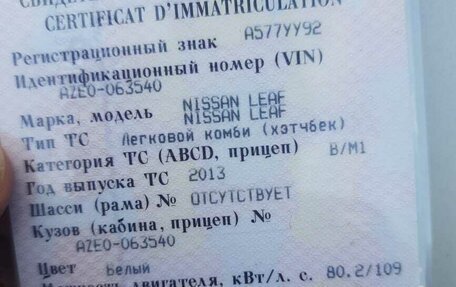 CERTIFICAT D'IMMATRICULATION
Регистрационный знак А577УУ92
Идентификационный номер (VIN)
AZE0-063540
NISSAN LEAF
Марка, модель NISSAN LEAF
Тип ТС Легковой комби (хэтчбек)
Категория ТС (ABCD, прицеп) B/M1
Год выпуска ТС 2013
Шасси (рама) № ОТСУТСТВУЕТ
Кузов (кабина, прицеп) №
AZE0-063540
Цвет Белый
Мощность двигателя, кВт/л. с. 80.2/109